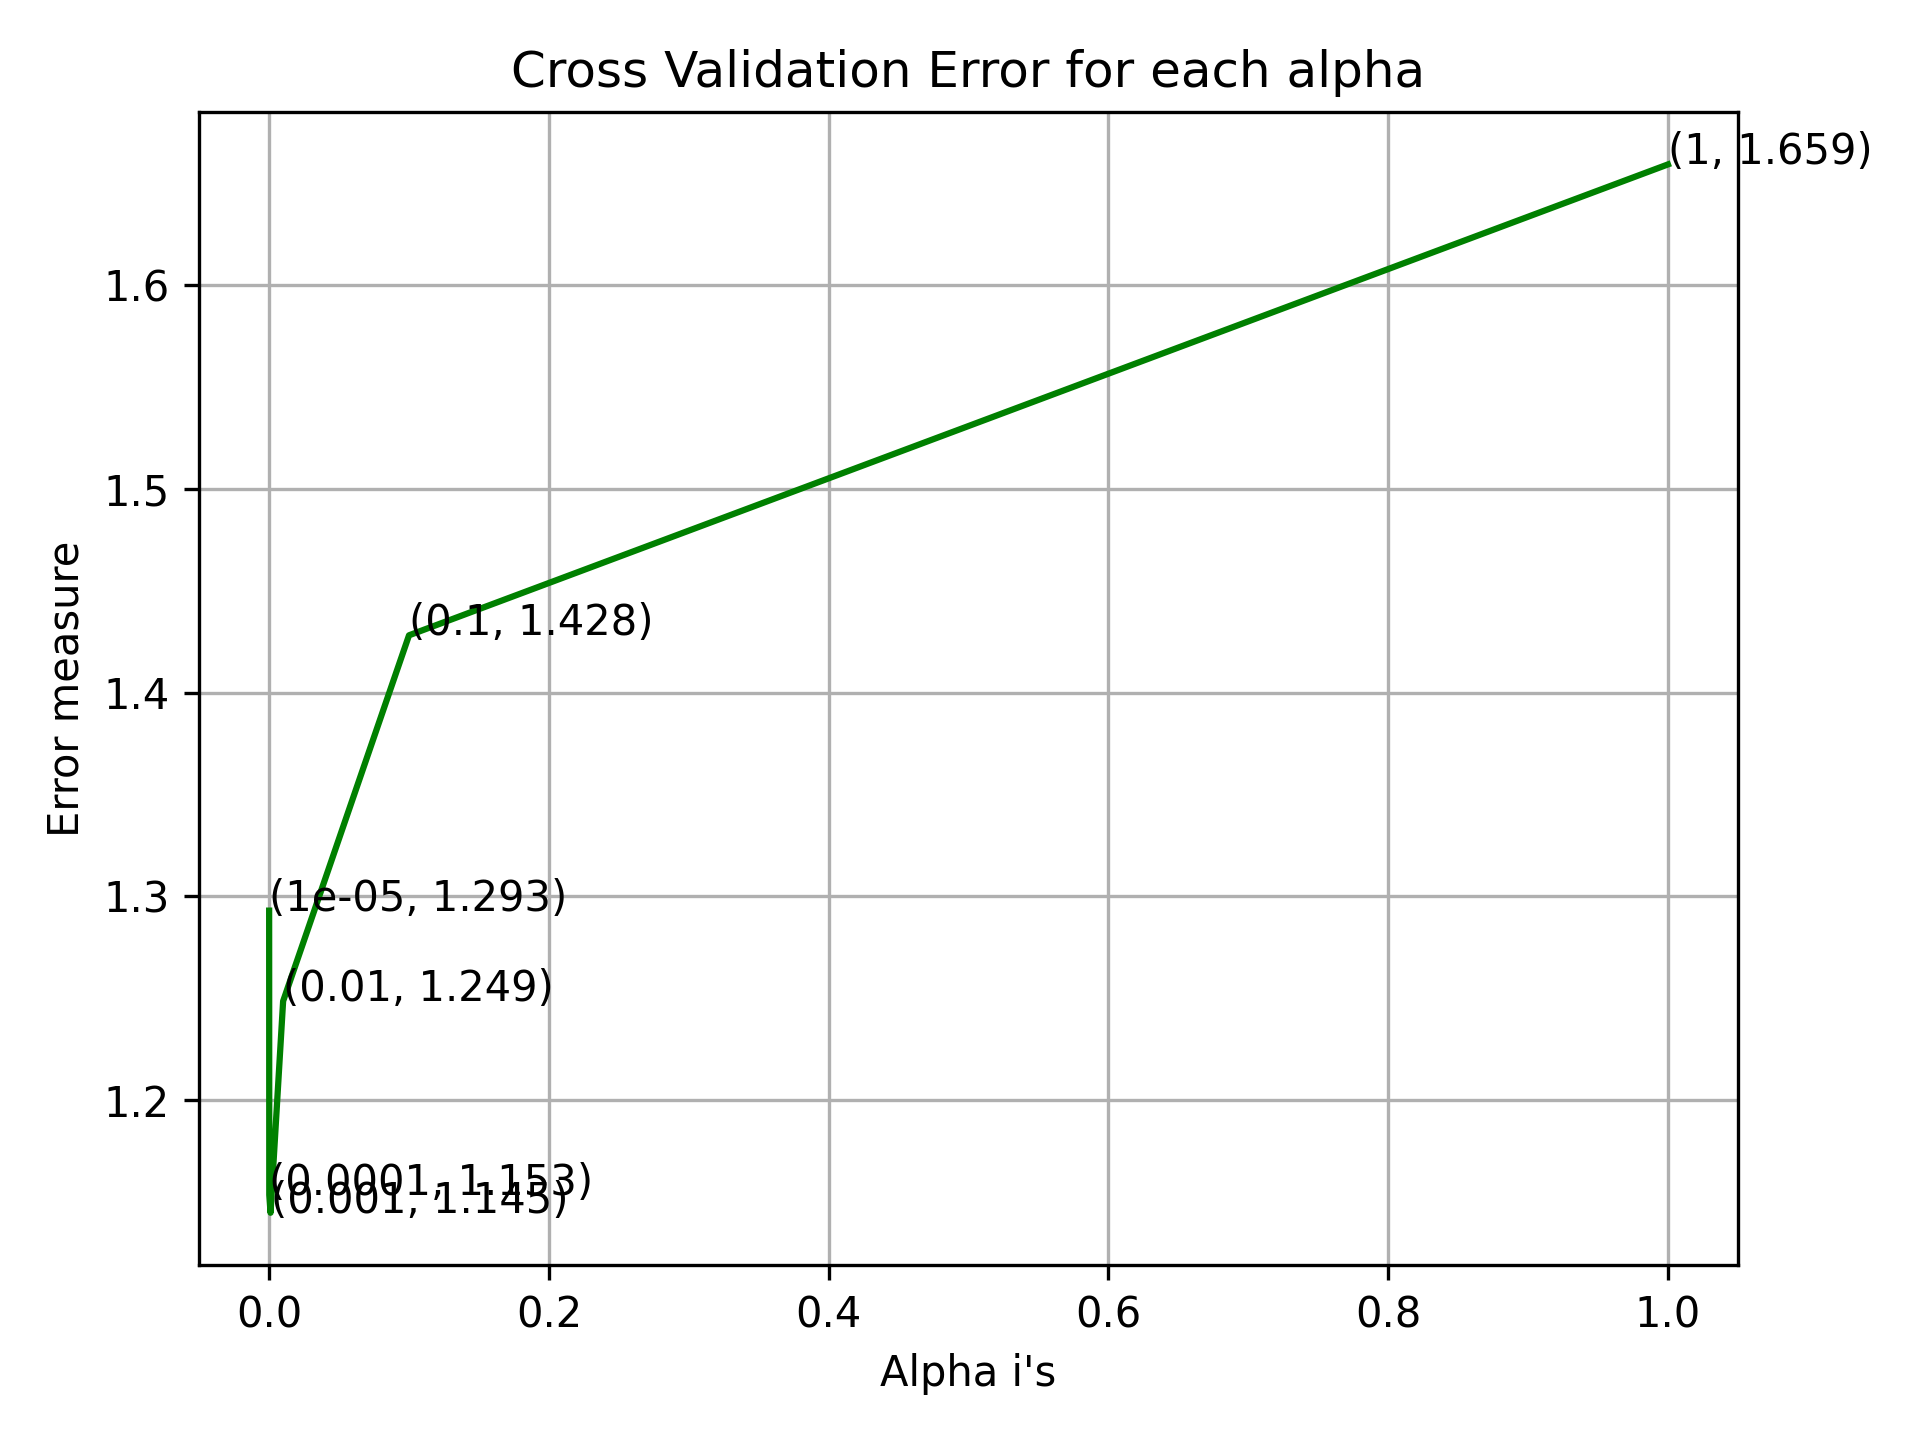 Cross Validation Error for each alpha
(1, 1.659)
1.6
1.5
(0.1, 1.428)
1.4
Error measure
(1e-05, 1.293)
1.3
(0.01, 1.249)
1.2
(0.0001, 1.153)
(0.001, 1.145)
0.0 0.2 0.4 0.6 0.8 1.0
Alpha i's